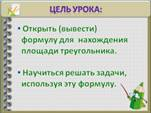 ЦЕЛЬ УРОКА:
• Открыть (вывести)
формулу для нахождения
площади треугольника.
• Научиться решать задачи,
используя эту формулу.